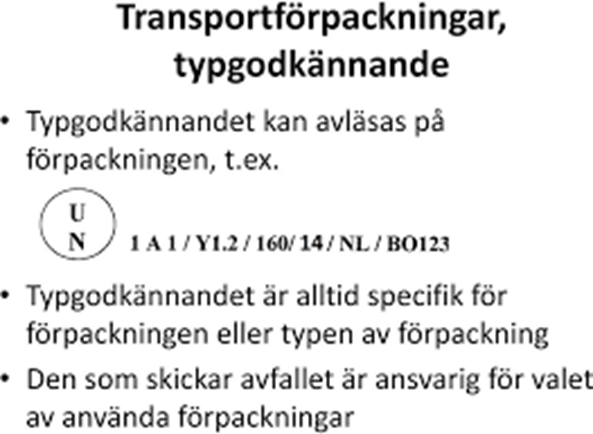 Transportförpackningar,
typgodkännande
• Typgodkännandet kan avläsas på
förpackningen, t.ex.
U
N
1 A 1 / Y1.2 / 160/ 14 / NL / BO123
• Typgodkännandet är alltid specifik för
förpackningen eller typen av förpackning
• Den som skickar avfallet är ansvarig för valet
av använda förpackningar